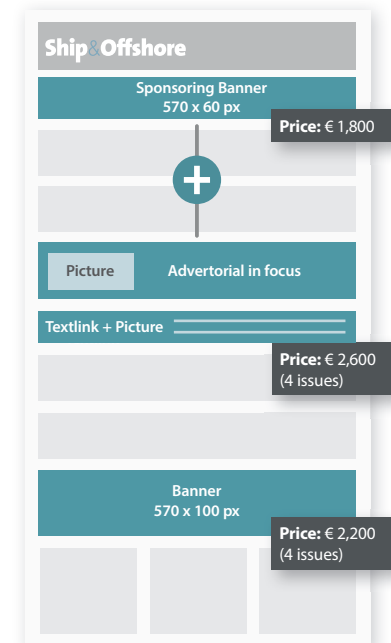 Ship&Offshore
Sponsoring Banner
570 x 60 px
Price: € 1,800
+
Picture
Advertorial in focus
Textlink + Picture
Price: € 2,600
(4 issues)
Banner
570 x 100 px
Price: € 2,200
(4 issues)